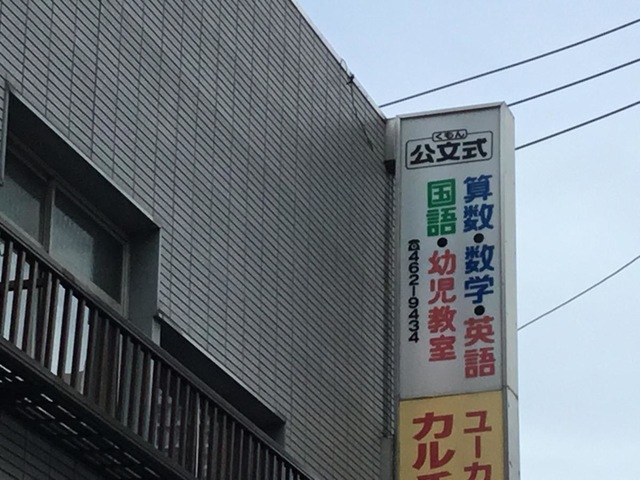 くもん
公文式
算数・数学・英語
国語・幼児教室
☎462-9434
ユーカ
カル